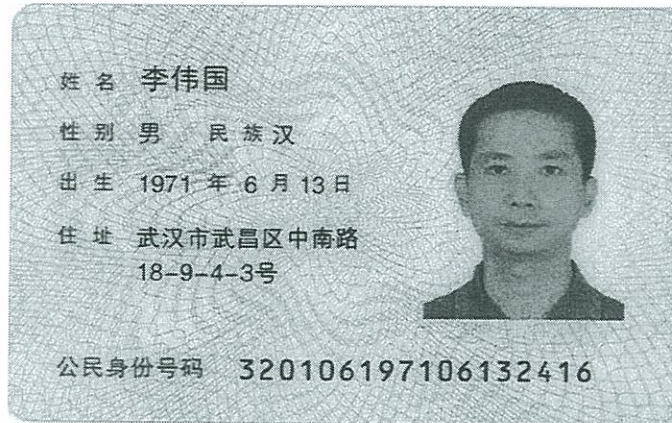 姓名 李伟国
性别 男 民族 汉
出生 1971 年 6 月 13 日
住址 武汉市武昌区中南路
18-9-4-3号
公民身份号码 320106197106132416